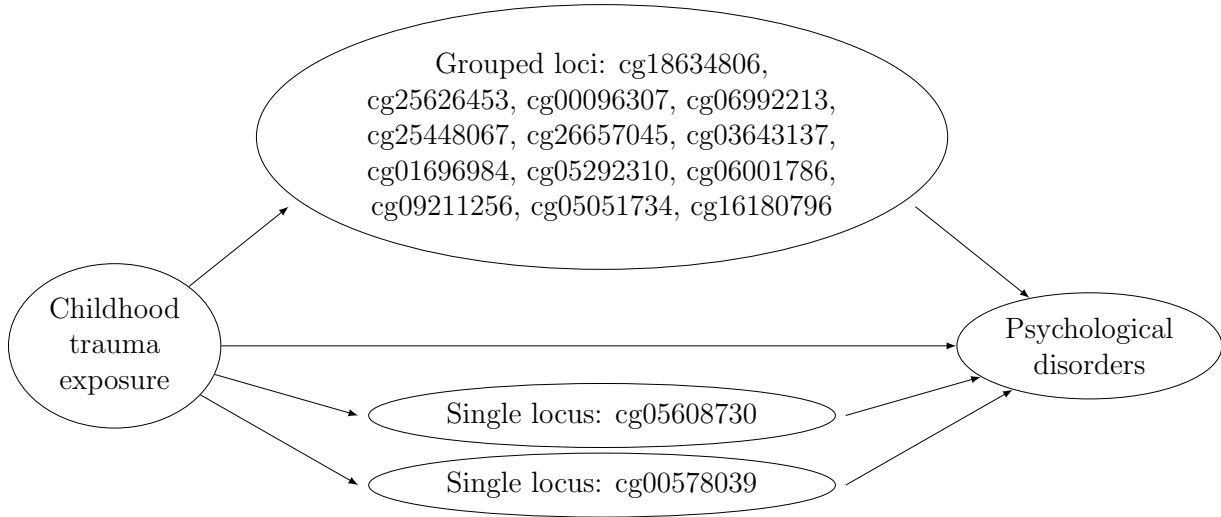 Grouped loci: cg18634806,
cg25626453, cg00096307, cg06992213,
cg25448067, cg26657045, cg03643137,
cg01696984, cg05292310, cg06001786,
cg09211256, cg05051734, cg16180796
Childhood
trauma
exposure
Psychological
disorders
Single locus: cg05608730
Single locus: cg00578039